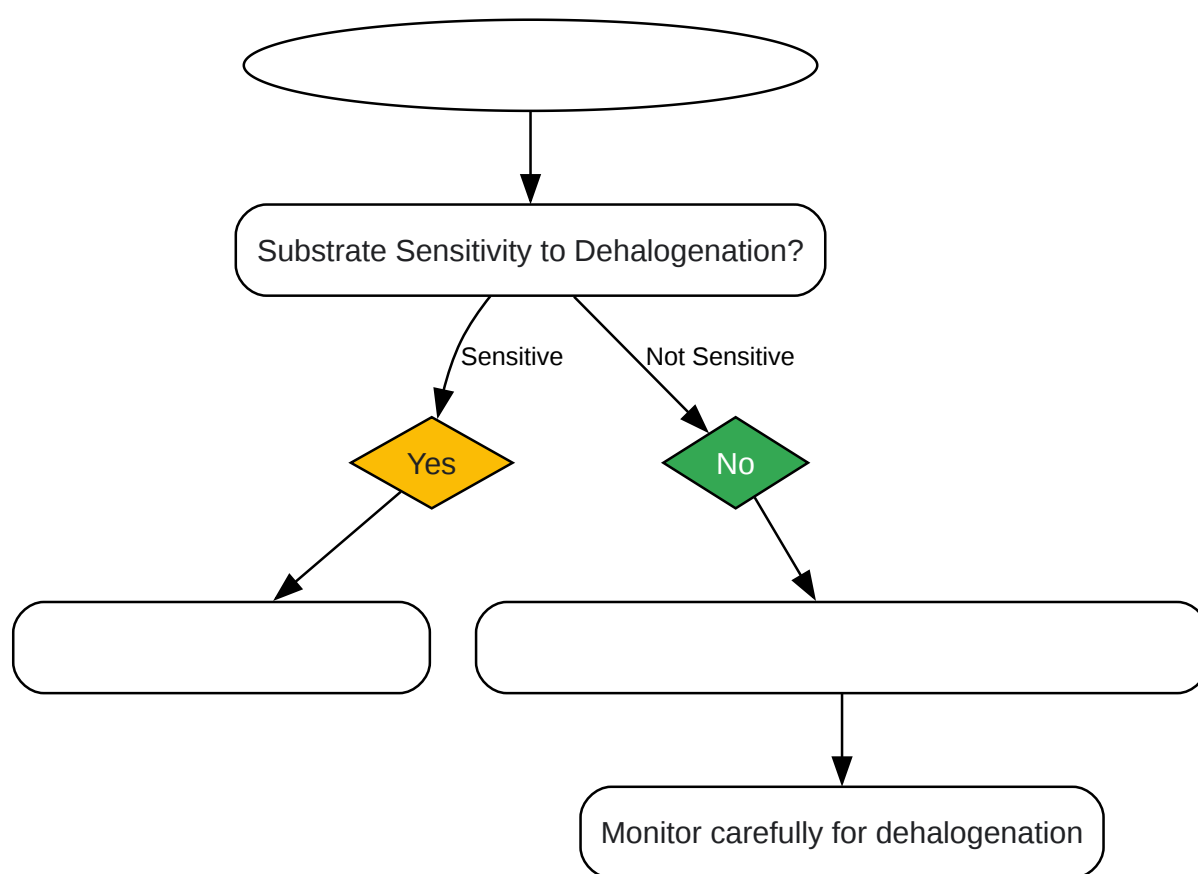 Substrate Sensitivity to Dehalogenation?
Sensitive
Not Sensitive
Yes
No
Monitor carefully for dehalogenation